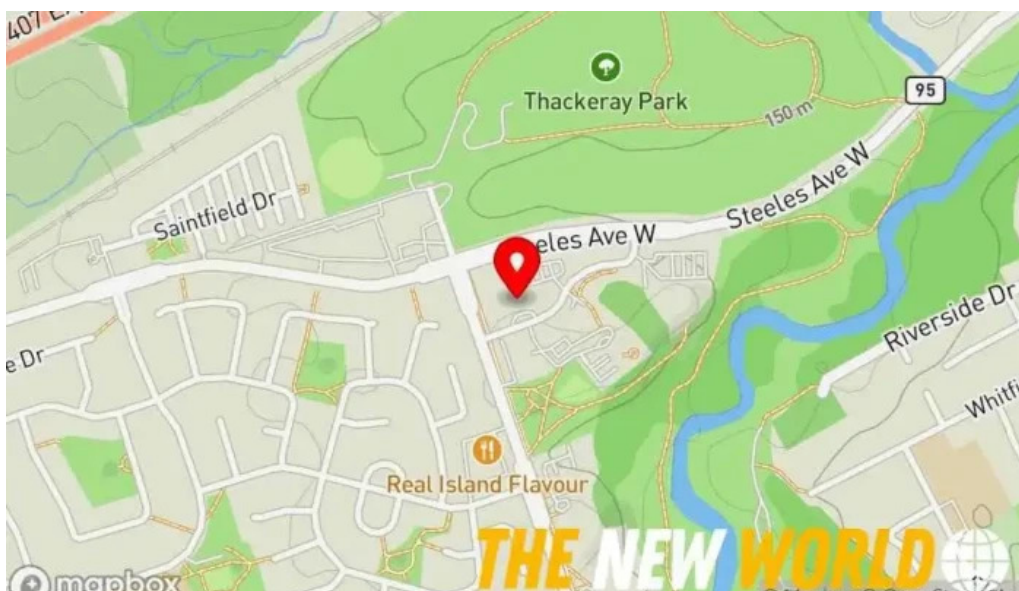 407 E
Thackeray Park
95
150 m
Saintfield Dr
Steeles Ave W
eles Ave W
Riverside Dr
e Dr
Whitfi
Real Island Flavour
THE NEW WORLD
mapbox